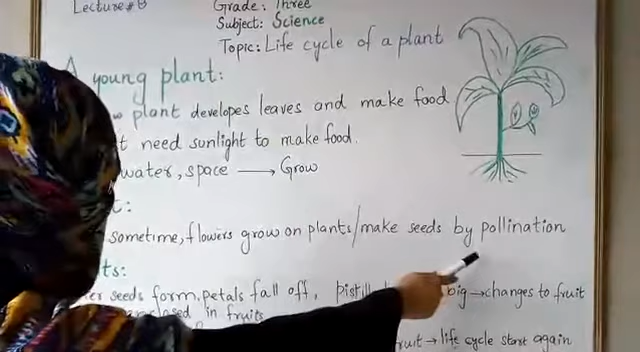 Lecture#
Grade: Three
Subject: Science
Topic: Life cycle of a plant
A young plant:
plant developes leaves and make food
need sunlight to make food.
water, space → Grow
sometime, flowers grow on plants/make seeds by pollination
seeds form, petals fall off, big → changes to fruit
in fruits
→ life cycle start again